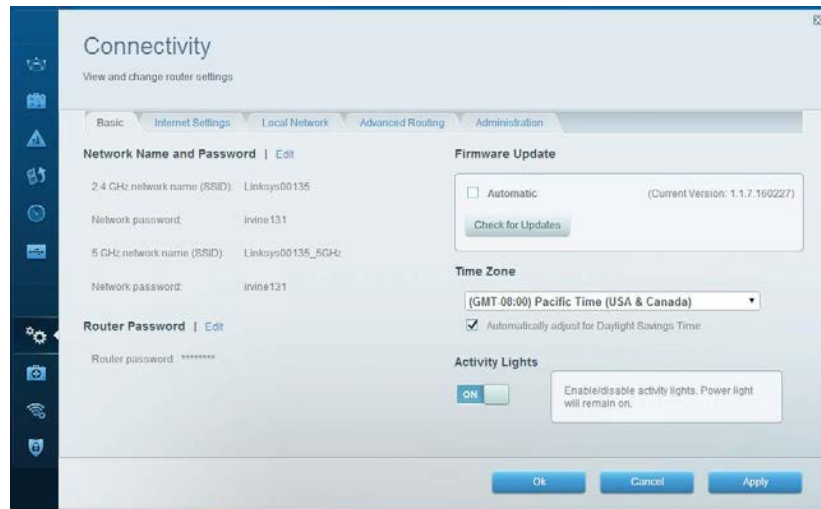 Connectivity
View and change router settings
Basic
Internet Settings
Local Network
Advanced Routing
Administration
Network Name and Password | Edit
2.4 GHz network name (SSID): Linksys00135
Network password: irvine131
5 GHz network name (SSID): Linksys00135_5GHz
Network password: irvine131
Router Password | Edit
Router password: ********
Firmware Update
Automatic
(Current Version: 1.1.7.160227)
Check for Updates
Time Zone
(GMT-08:00) Pacific Time (USA & Canada)
Automatically adjust for Daylight Savings Time
Activity Lights
ON
Enable/disable activity lights. Power light
will remain on.
Ok
Cancel
Apply